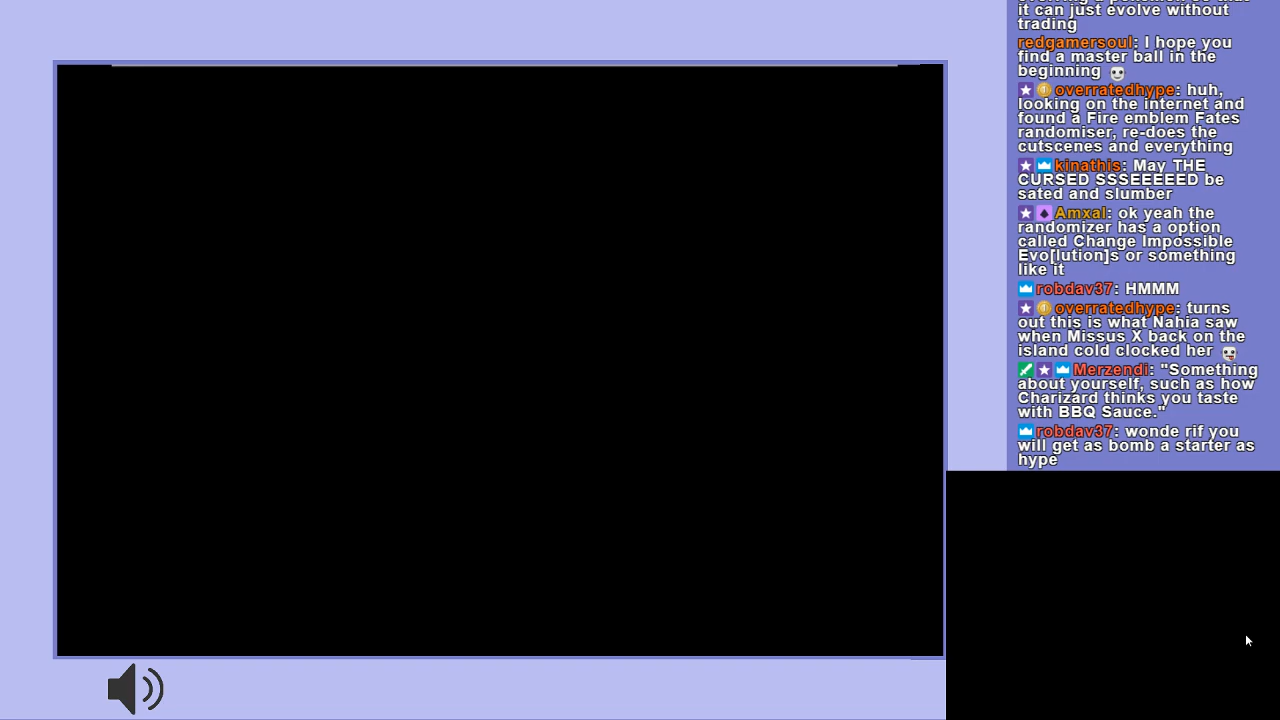 it can just evolve without
trading
redgamersoul: I hope you
find a master ball in the
beginning
overratedhype: huh,
looking on the internet and
found a Fire emblem Fates
randomiser, re-does the
cutscenes and everything
kinathis: May THE
CURSED SSSEEEEED be
sated and slumber
Amxal: ok yeah the
randomizer has a option
called Change Impossible
Evo[lution]s or something
like it
robdav37: HMMM
overratedhype: turns
out this is what Nahia saw
when Missus X back on the
island cold clocked her
Merzendi: "Something
about yourself, such as how
Charizard thinks you taste
with BBQ Sauce."
robdav37: wonde rif you
will get as bomb a starter as
hype